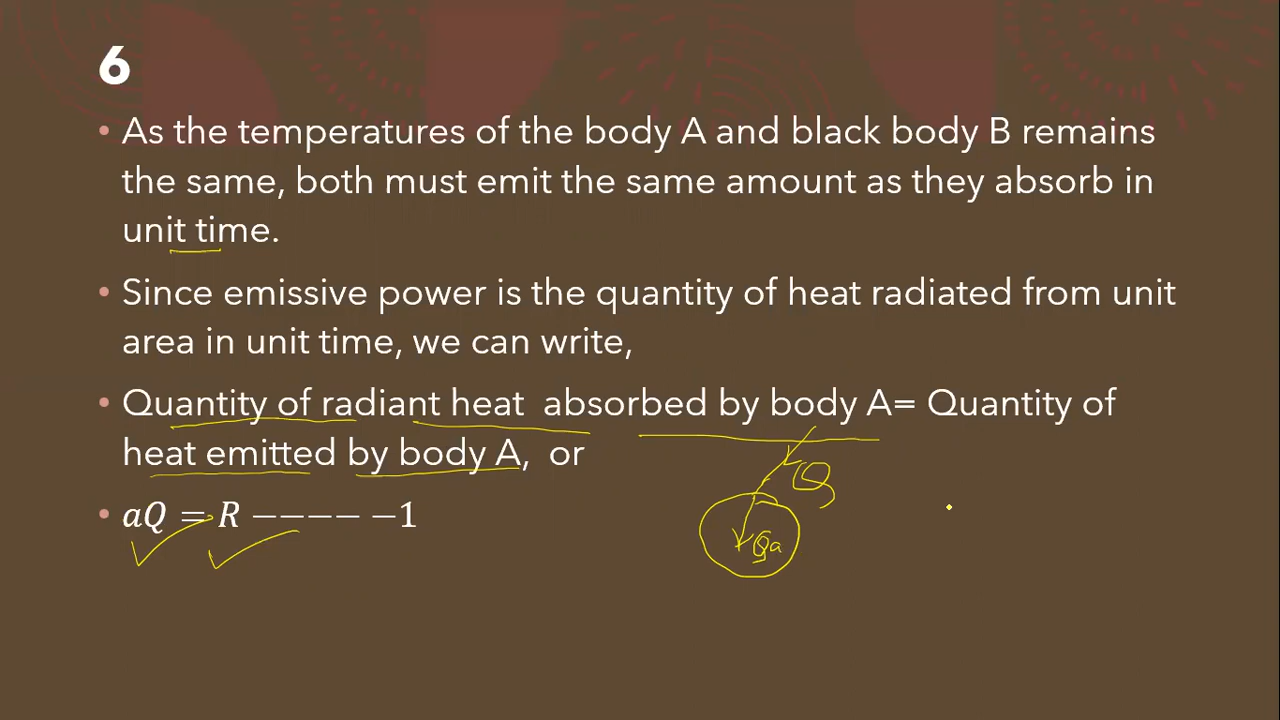 6
• As the temperatures of the body A and black body B remains
the same, both must emit the same amount as they absorb in
unit time.
• Since emissive power is the quantity of heat radiated from unit
area in unit time, we can write,
• Quantity of radiant heat absorbed by body A= Quantity of
heat emitted by body A, or
Q
• aQ = R −−−−− −1
Qa